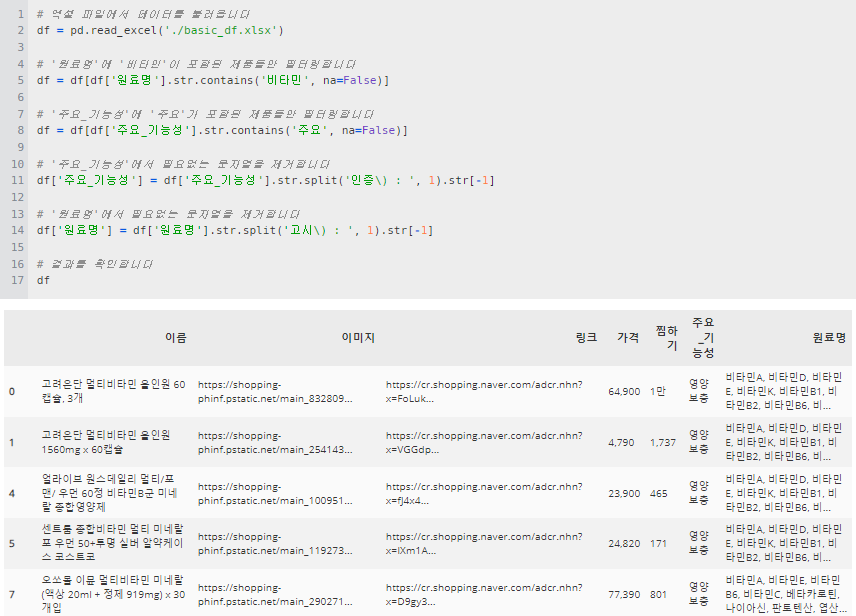 1 # 엑셀 파일에서 데이터를 불러옵니다
2 df = pd.read_excel('./basic_df.xlsx')
3
4 # '원료명'에 '비타민'이 포함된 제품들만 필터링합니다
5 df = df[df['원료명'].str.contains('비타민', na=False)]
6
7 # '주요_기능성'에 '주요'가 포함된 제품들만 필터링합니다
8 df = df[df['주요_기능성'].str.contains('주요', na=False)]
9
10 # '주요_기능성'에서 필요없는 문자열을 제거합니다
11 df['주요_기능성'] = df['주요_기능성'].str.split('인증\) : ', 1).str[-1]
12
13 # '원료명'에서 필요없는 문자열을 제거합니다
14 df['원료명'] = df['원료명'].str.split('고시\) : ', 1).str[-1]
15
16 # 결과를 확인합니다
17 df
이름 이미지 링크 가격 찜하기 주요_기능성 원료명
0 고려은단 멀티비타민 올인원 60캡슐, 3개 https://shopping-phinf.pstatic.net/main_832809... https://cr.shopping.naver.com/adcr.nhn?x=FoLuk... 64,900 1만 영양보충 비타민A, 비타민D, 비타민E, 비타민K, 비타민B1, 비타민B2, 비타민B6, 비...
1 고려은단 멀티비타민 올인원 1560mg x 60캡슐 https://shopping-phinf.pstatic.net/main_254143... https://cr.shopping.naver.com/adcr.nhn?x=VGGdp... 4,790 1,737 영양보충 비타민A, 비타민D, 비타민E, 비타민K, 비타민B1, 비타민B2, 비타민B6, 비...
4 얼라이브 원스데일리 멀티/포맨/ 우먼 60정 비타민B군 미네랄 종합영양제 https://shopping-phinf.pstatic.net/main_100951... https://cr.shopping.naver.com/adcr.nhn?x=fJ4x4... 23,900 465 영양보충 비타민A, 비타민D, 비타민E, 비타민K, 비타민B1, 비타민B2, 비타민B6, 비...
5 센트룸 종합비타민 멀티 미네랄 포 우먼 50+투명 실버 알약케이스 코스트코 https://shopping-phinf.pstatic.net/main_119273... https://cr.shopping.naver.com/adcr.nhn?x=IXm1A... 24,820 171 영양보충 비타민A, 비타민D, 비타민E, 비타민K, 비타민B1, 비타민B2, 비타민B6, 비...
7 오쏘몰 이뮨 멀티비타민 미네랄 (액상 20ml + 정제 919mg) x 30개입 https://shopping-phinf.pstatic.net/main_290271... https://cr.shopping.naver.com/adcr.nhn?x=D9gy3... 77,390 801 영양보충 비타민A, 비타민E, 비타민B6, 비타민C, 베타카로틴, 나이아신, 판토텐산, 엽산...